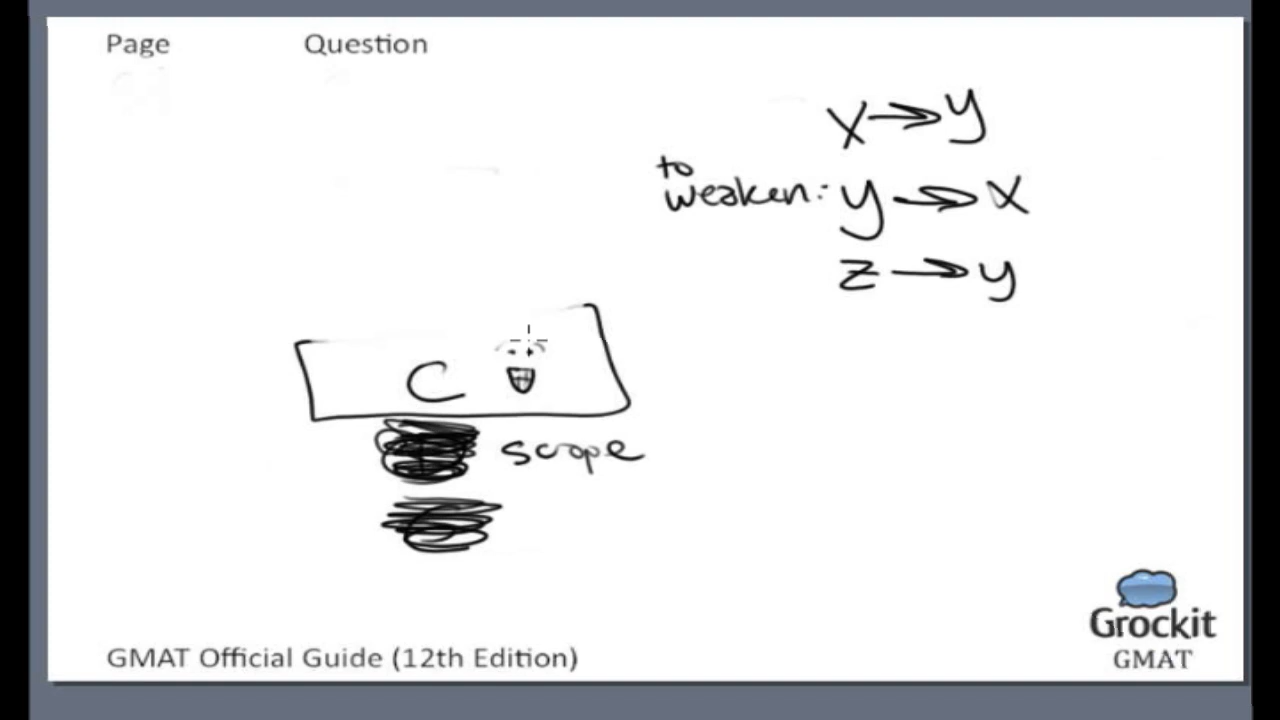 Page Question
X → y
to
weaken: y → X
z → y
C
scope
GMAT Official Guide (12th Edition)
Grockit
GMAT